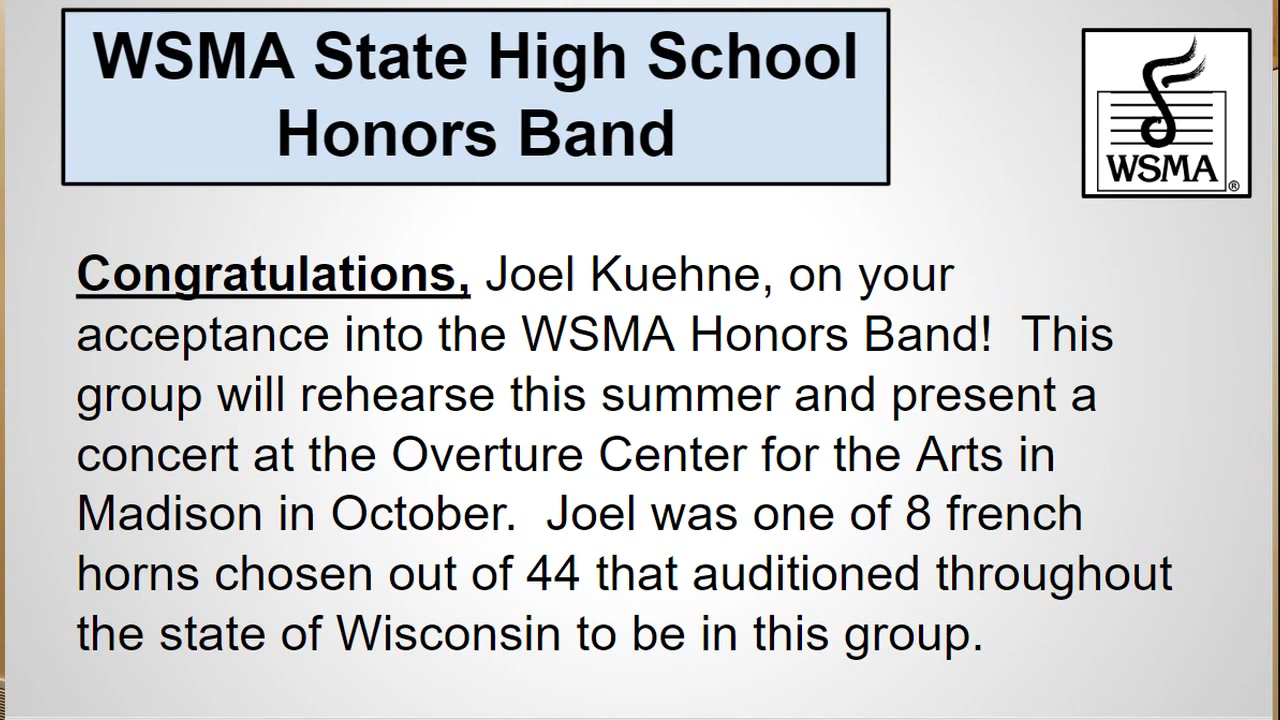 WSMA State High School
Honors Band
WSMA ®
Congratulations, Joel Kuehne, on your
acceptance into the WSMA Honors Band!  This
group will rehearse this summer and present a
concert at the Overture Center for the Arts in
Madison in October.  Joel was one of 8 french
horns chosen out of 44 that auditioned throughout
the state of Wisconsin to be in this group.